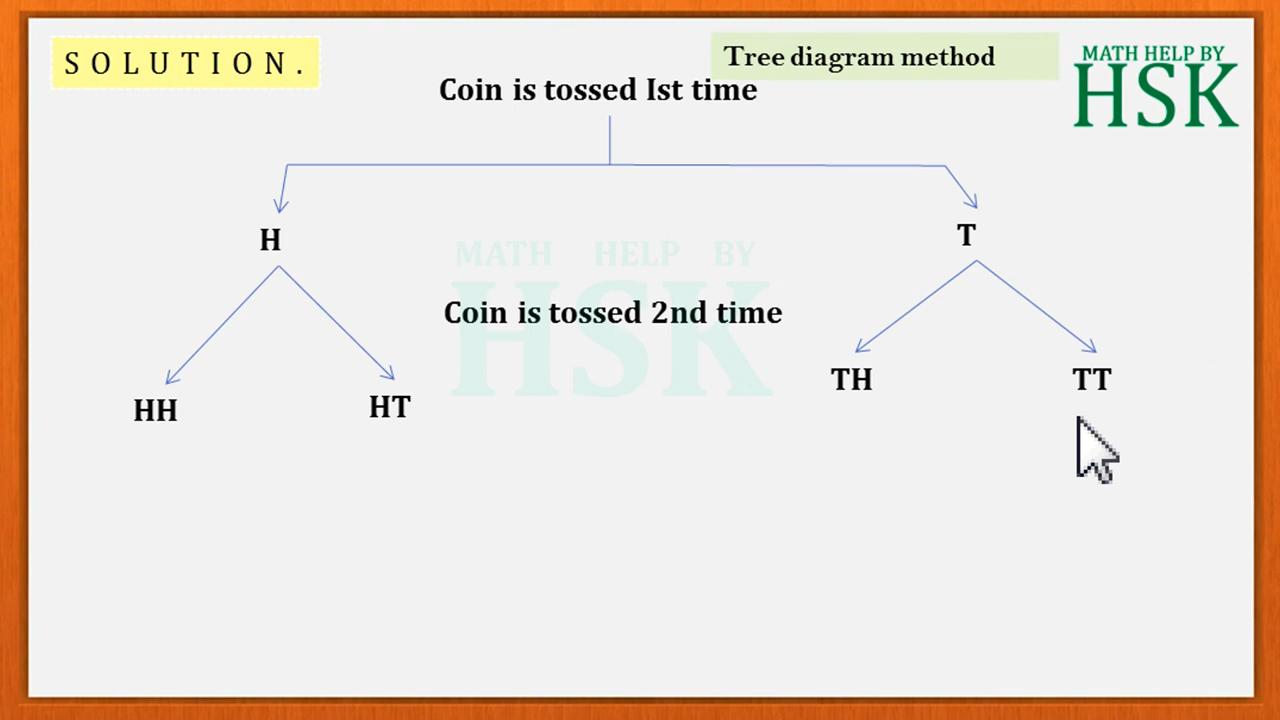 SOLUTION.
Tree diagram method
MATH HELP BY
HSK
Coin is tossed Ist time
H
T
MATH HELP BY
HSK
Coin is tossed 2nd time
HH
HT
TH
TT